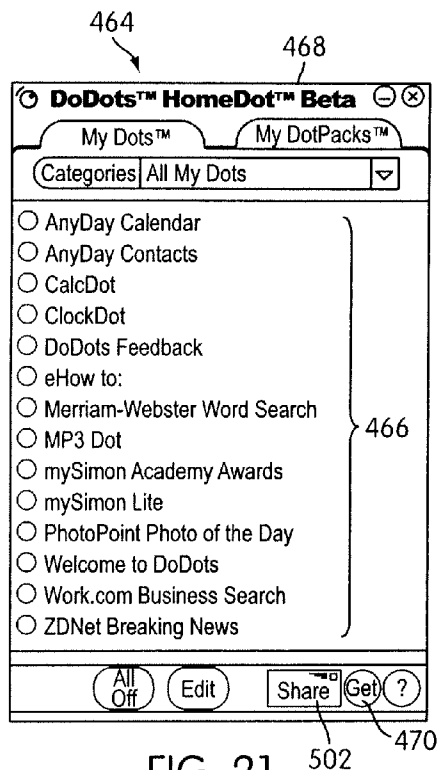 464
468
DoDots™ HomeDot™ Beta
My Dots™ My DotPacks™
Categories All My Dots
AnyDay Calendar
AnyDay Contacts
CalcDot
ClockDot
DoDots Feedback
eHow to:
Merriam-Webster Word Search
MP3 Dot
466
mySimon Academy Awards
mySimon Lite
PhotoPoint Photo of the Day
Welcome to DoDots
Work.com Business Search
ZDNet Breaking News
All Off Edit Share Get ?
470
FIG. 21 502